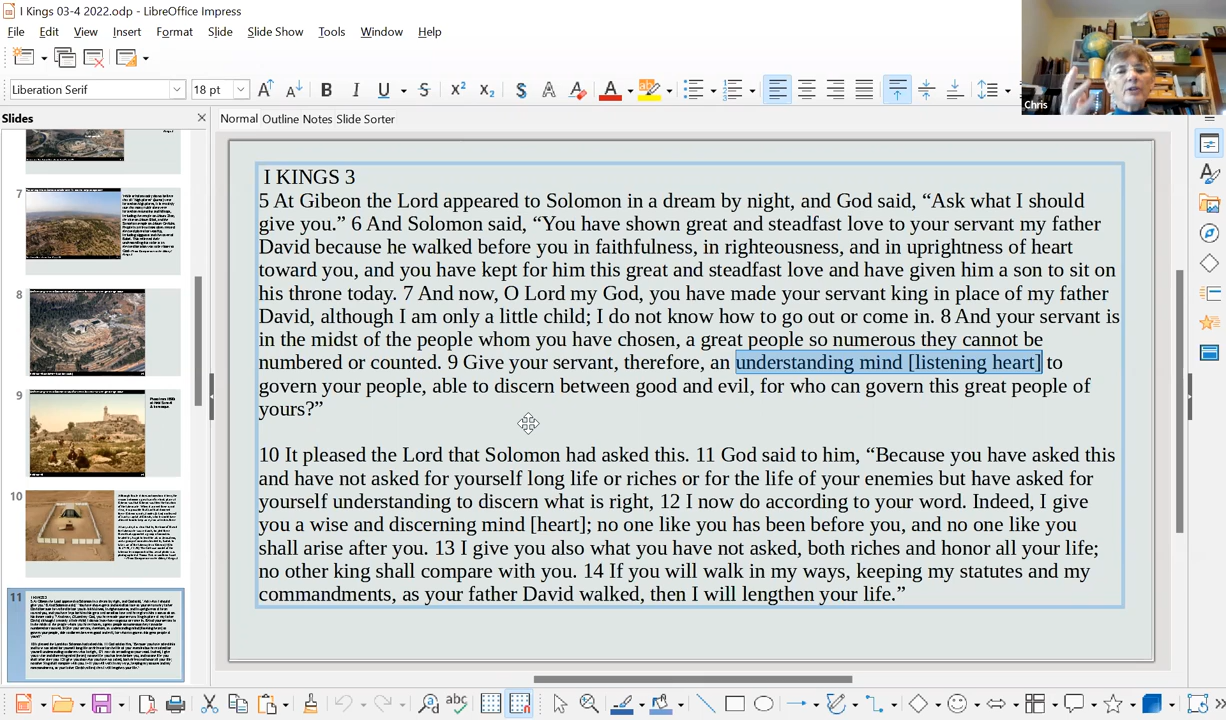 I Kings 03-4 2022.odp - LibreOffice Impress
File Edit View Insert Format Slide Slide Show Tools Window Help
Liberation Serif 18 pt
Chris
Slides
Normal Outline Notes Slide Sorter
7
8
9
10
11
I KINGS 3
5 At Gibeon the Lord appeared to Solomon in a dream by night, and God said, “Ask what I should
give you.” 6 And Solomon said, “You have shown great and steadfast love to your servant my father
David because he walked before you in faithfulness, in righteousness, and in uprightness of heart
toward you, and you have kept for him this great and steadfast love and have given him a son to sit on
his throne today. 7 And now, O Lord my God, you have made your servant king in place of my father
David, although I am only a little child; I do not know how to go out or come in. 8 And your servant is
in the midst of the people whom you have chosen, a great people so numerous they cannot be
numbered or counted. 9 Give your servant, therefore, an understanding mind [listening heart] to
govern your people, able to discern between good and evil, for who can govern this great people of
yours?”
10 It pleased the Lord that Solomon had asked this. 11 God said to him, “Because you have asked this
and have not asked for yourself long life or riches or for the life of your enemies but have asked for
yourself understanding to discern what is right, 12 I now do according to your word. Indeed, I give
you a wise and discerning mind [heart]; no one like you has been before you, and no one like you
shall arise after you. 13 I give you also what you have not asked, both riches and honor all your life;
no other king shall compare with you. 14 If you will walk in my ways, keeping my statutes and my
commandments, as your father David walked, then I will lengthen your life.”